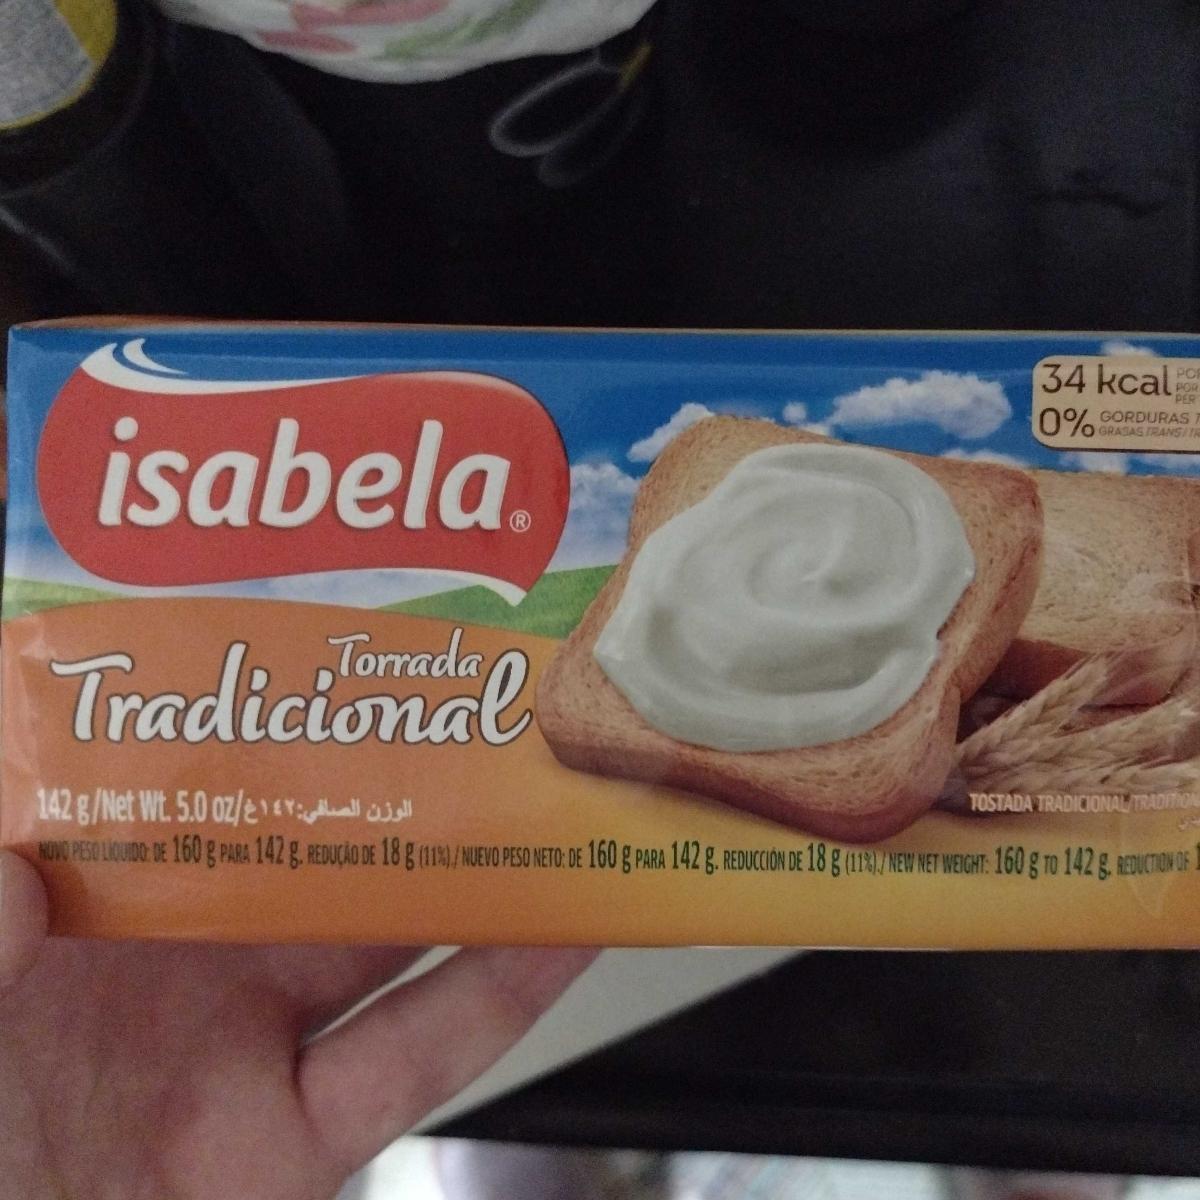 isabela®
34 kcal
0% GORDURAS
GRASAS TRANS/
Torrada
Tradicional
142 g/Net Wt. 5.0 oz/الوزن الصافي:١٤٢غ
NOVO PESO LÍQUIDO: DE 160 g PARA 142 g. REDUÇÃO DE 18 g (11%)./ NUEVO PESO NETO: DE 160 g PARA 142 g. REDUCCIÓN DE 18 g (11%)./ NEW NET WEIGHT: 160 g TO 142 g. REDUCTION OF
TOSTADA TRADICIONAL/